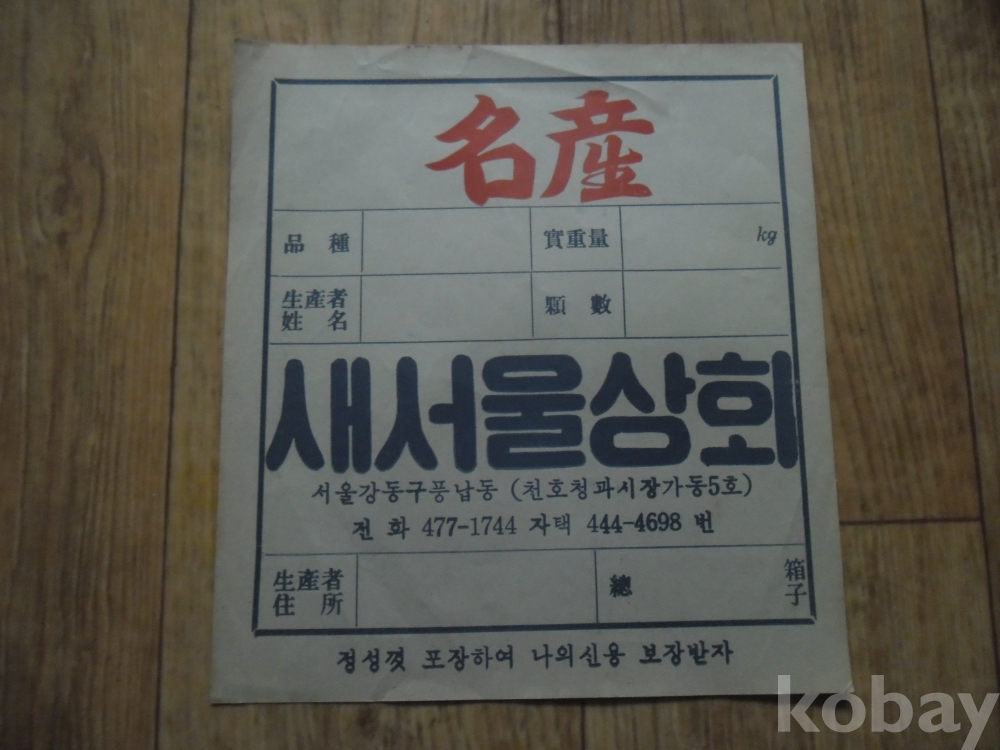 名産
品種 實重量 kg
生産者
姓名 顆數
새서울상회
서울강동구풍납동 (천호청과시장가동5호)
전화 477-1744 자택 444-4698 번
生産者
住所 總 箱子
정성껏 포장하여 나의신용 보장받자
kobay